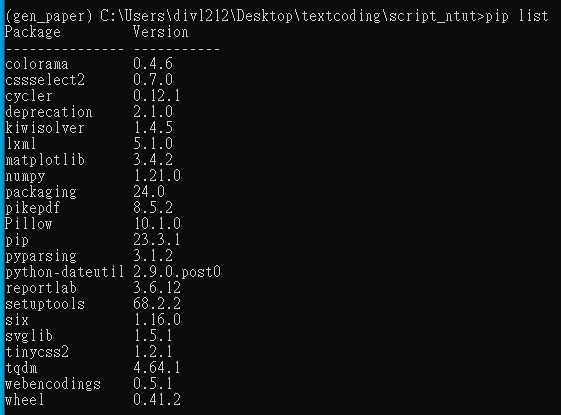 (gen_paper) C:\Users\divl212\Desktop\textcoding\script_ntut>pip list
Package         Version
--------------- -----------
colorama        0.4.6
cssselect2      0.7.0
cycler          0.12.1
deprecation     2.1.0
kiwisolver      1.4.5
lxml            5.1.0
matplotlib      3.4.2
numpy           1.21.0
packaging       24.0
pikepdf         8.5.2
Pillow          10.1.0
pip             23.3.1
pyparsing       3.1.2
python-dateutil 2.9.0.post0
reportlab       3.6.12
setuptools      68.2.2
six             1.16.0
svglib          1.5.1
tinycss2        1.2.1
tqdm            4.64.1
webencodings    0.5.1
wheel           0.41.2